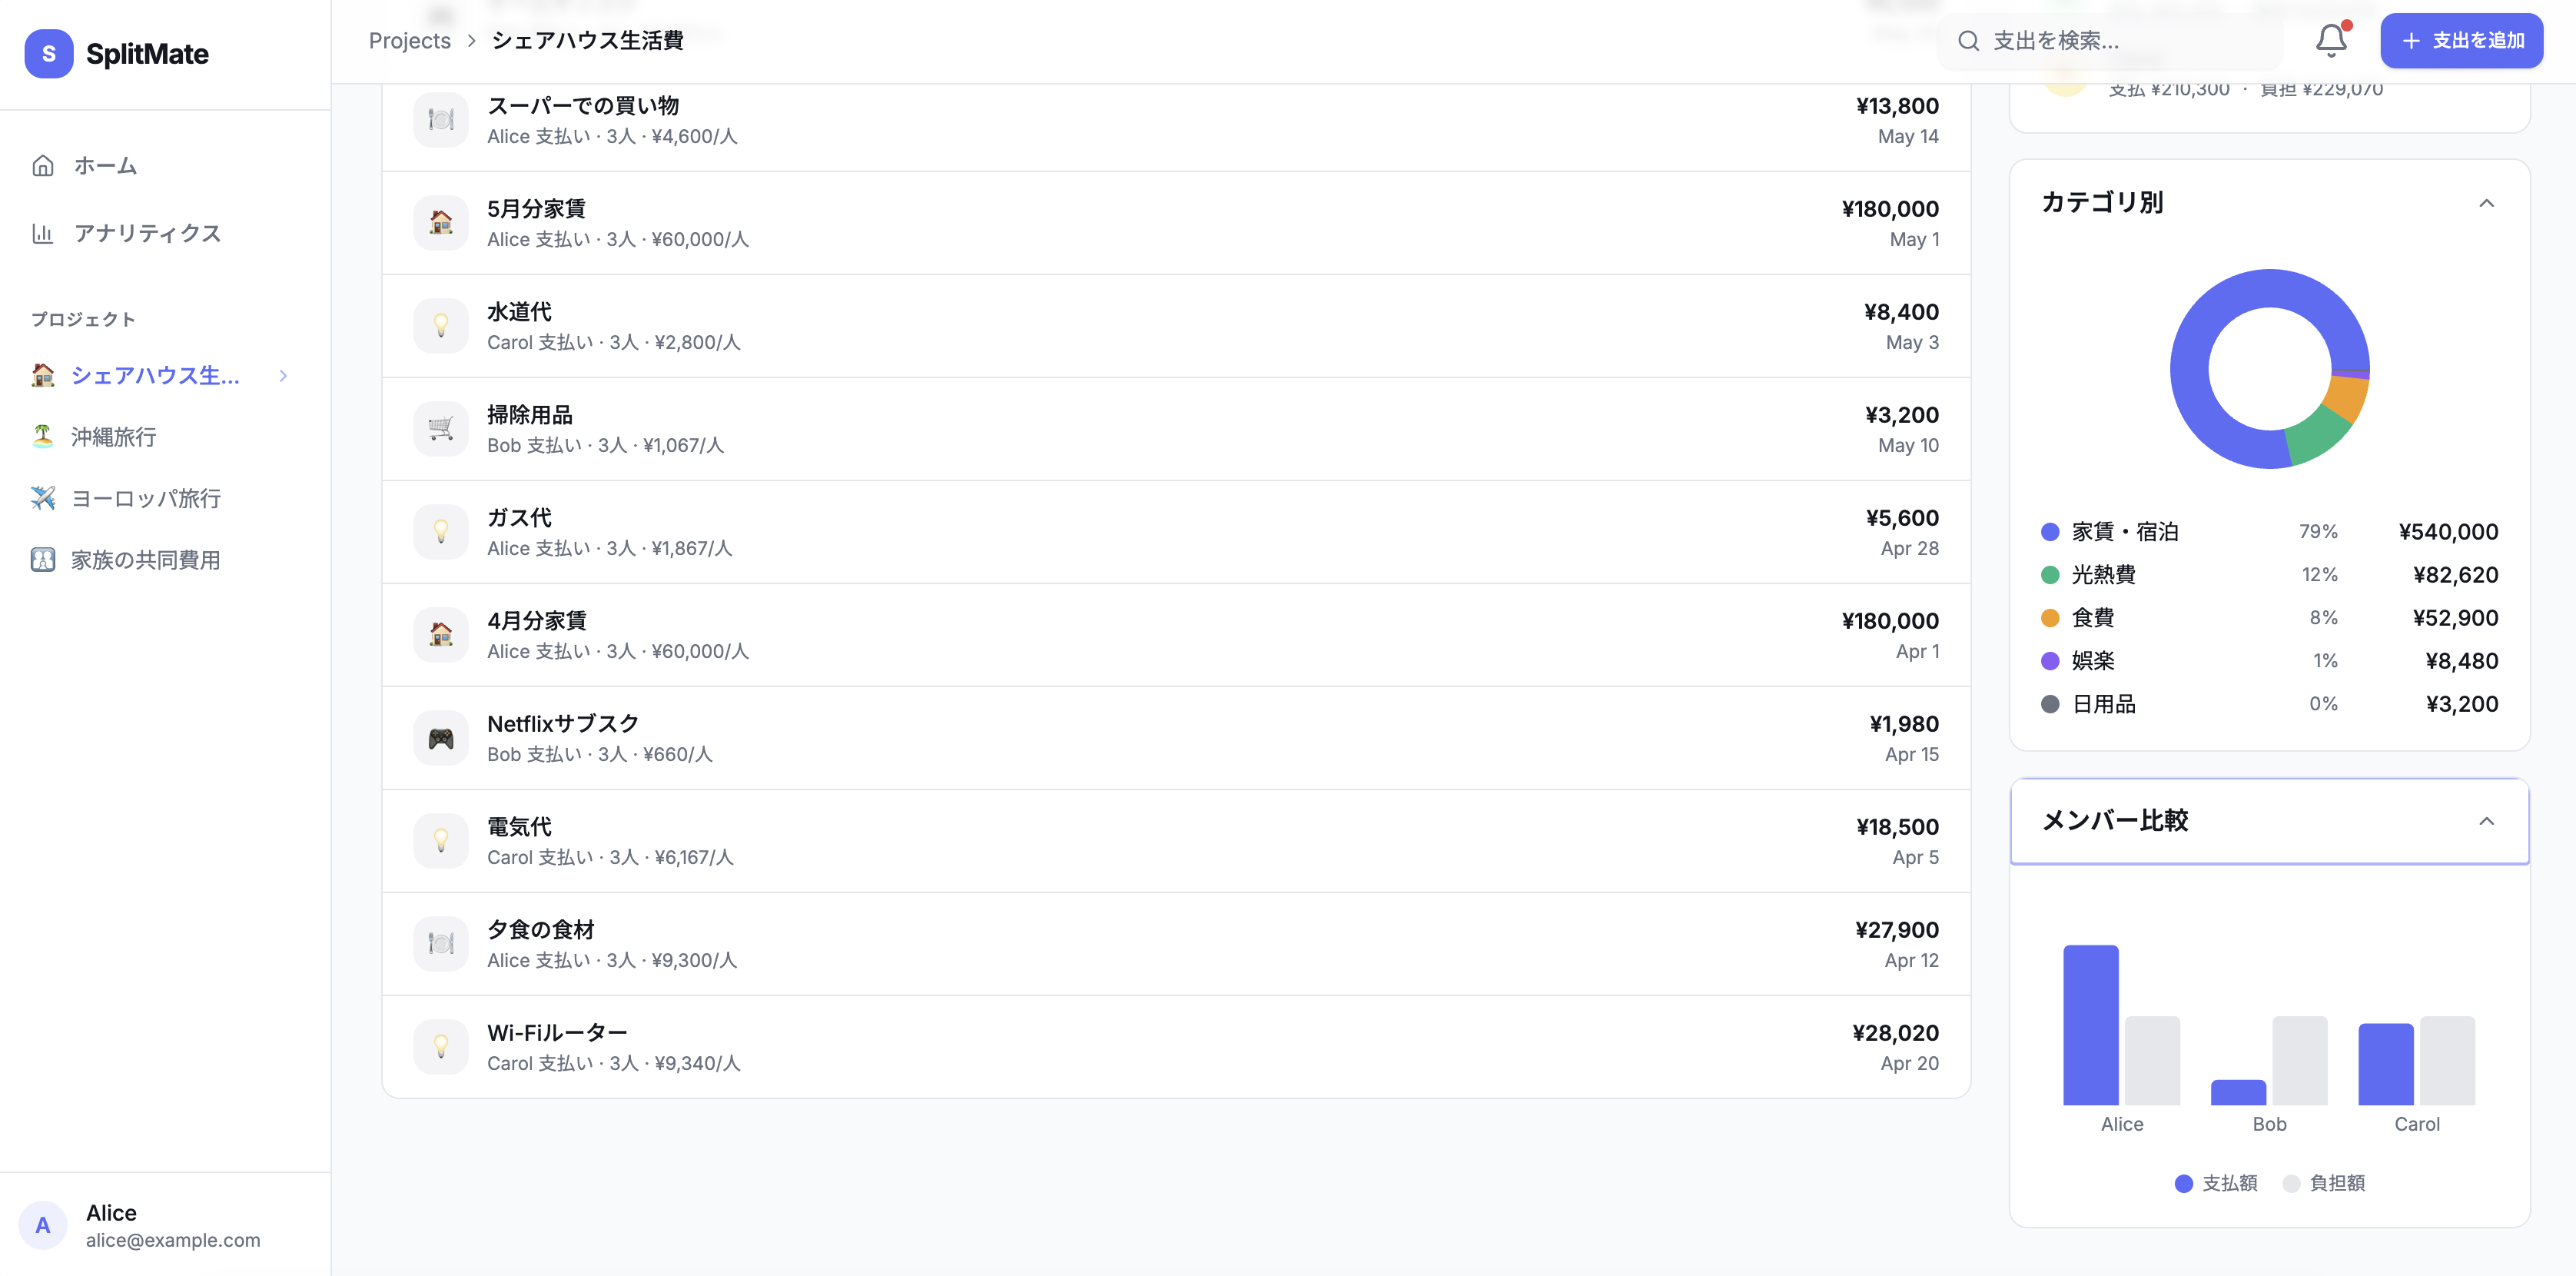 S SplitMate
ホーム
アナリティクス
プロジェクト
シェアハウス生...
沖縄旅行
ヨーロッパ旅行
家族の共同費用
A
Alice
alice@example.com
Projects > シェアハウス生活費
支出を検索...
+ 支出を追加
スーパーでの買い物
Alice 支払い · 3人 · ¥4,600/人
¥13,800
May 14
5月分家賃
Alice 支払い · 3人 · ¥60,000/人
¥180,000
May 1
水道代
Carol 支払い · 3人 · ¥2,800/人
¥8,400
May 3
掃除用品
Bob 支払い · 3人 · ¥1,067/人
¥3,200
May 10
ガス代
Alice 支払い · 3人 · ¥1,867/人
¥5,600
Apr 28
4月分家賃
Alice 支払い · 3人 · ¥60,000/人
¥180,000
Apr 1
Netflixサブスク
Bob 支払い · 3人 · ¥660/人
¥1,980
Apr 15
電気代
Carol 支払い · 3人 · ¥6,167/人
¥18,500
Apr 5
夕食の食材
Alice 支払い · 3人 · ¥9,300/人
¥27,900
Apr 12
Wi-Fiルーター
Carol 支払い · 3人 · ¥9,340/人
¥28,020
Apr 20
支払 ¥210,300 · 負担 ¥229,070
カテゴリ別
家賃・宿泊 79% ¥540,000
光熱費 12% ¥82,620
食費 8% ¥52,900
娯楽 1% ¥8,480
日用品 0% ¥3,200
メンバー比較
Alice Bob Carol
支払額 負担額